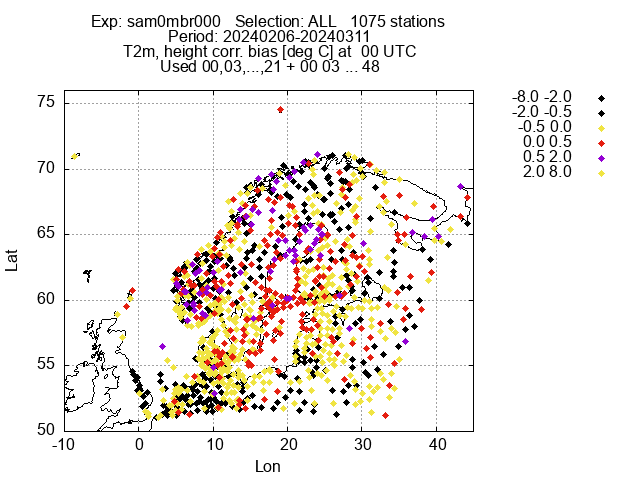 Exp: sam0mbr000 Selection: ALL 1075 stations
Period: 20240206-20240311
T2m, height corr. bias [deg C] at 00 UTC
Used 00,03,...,21 + 00 03 ... 48
75
70
65
60
55
50
-10 0 10 20 30 40
Lat
Lon
-8.0 -2.0
-2.0 -0.5
-0.5 0.0
0.0 0.5
0.5 2.0
2.0 8.0